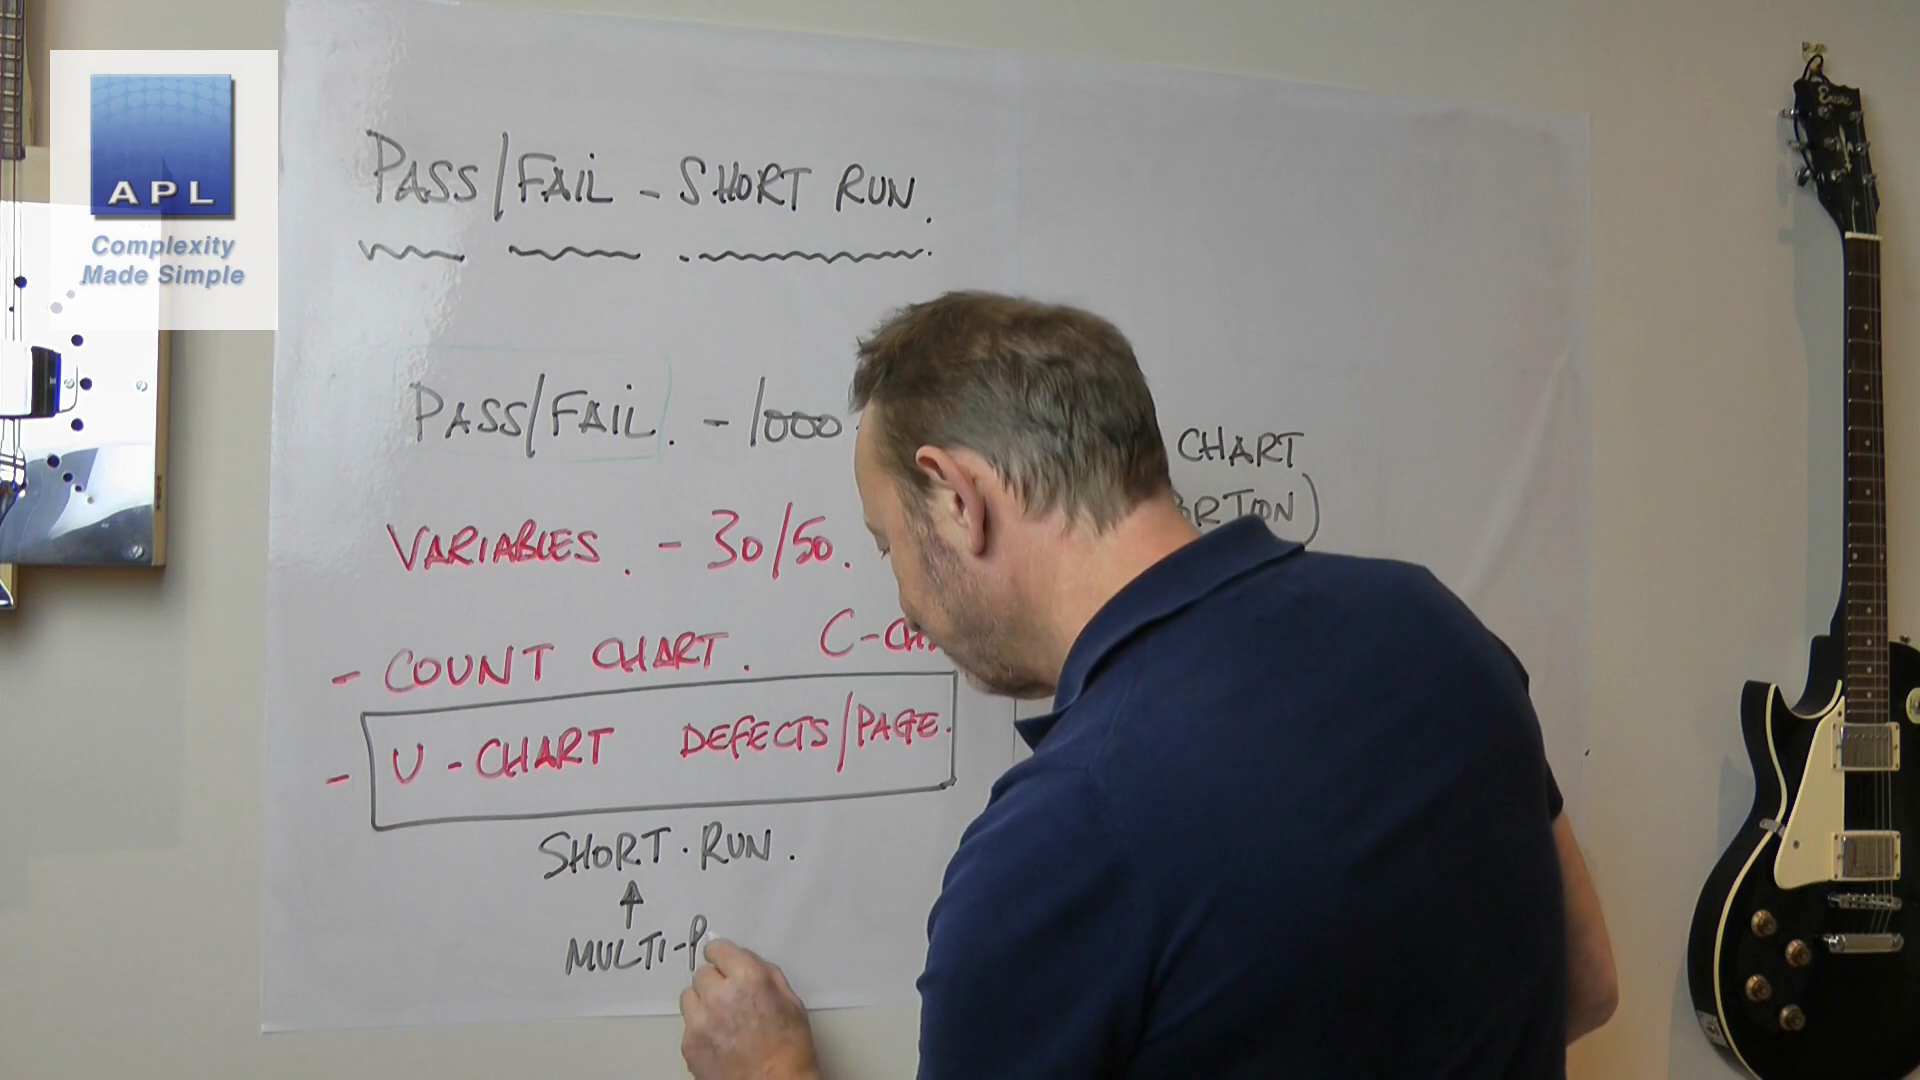 APL
Complexity
Made Simple
PASS/FAIL - SHORT RUN.
PASS/FAIL. - 1000
CHART
VARIABLES. - 30/50.
- COUNT CHART. C-CHA
- U-CHART DEFECTS/PAGE.
SHORT.RUN.
MULTI-P